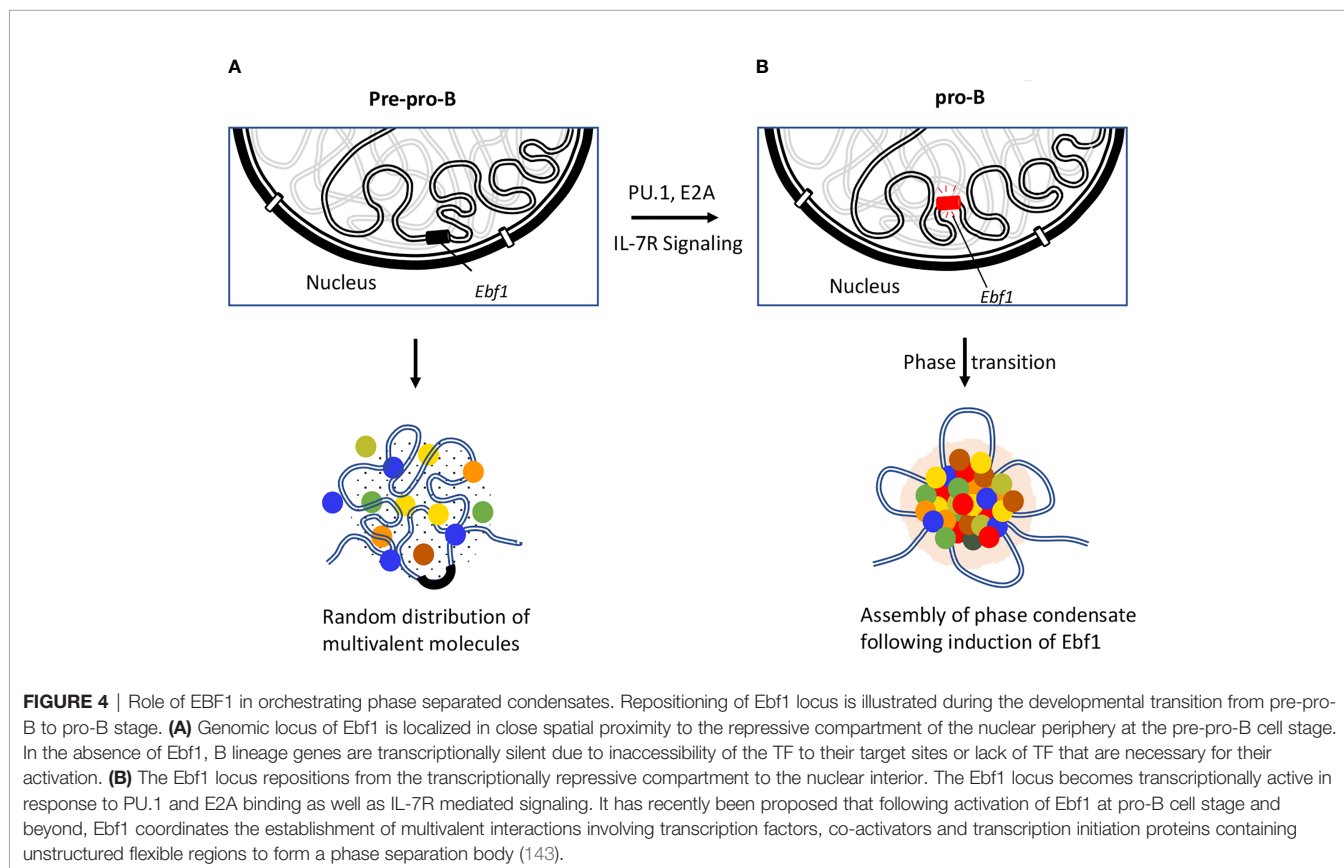 A
B
Pre-pro-B
pro-B
PU.1, E2A
IL-7R Signaling
Nucleus
Ebf1
Nucleus
Ebf1
Phase transition
Random distribution of
multivalent molecules
Assembly of phase condensate
following induction of Ebf1
FIGURE 4 | Role of EBF1 in orchestrating phase separated condensates. Repositioning of Ebf1 locus is illustrated during the developmental transition from pre-pro-
B to pro-B stage. (A) Genomic locus of Ebf1 is localized in close spatial proximity to the repressive compartment of the nuclear periphery at the pre-pro-B cell stage.
In the absence of Ebf1, B lineage genes are transcriptionally silent due to inaccessibility of the TF to their target sites or lack of TF that are necessary for their
activation. (B) The Ebf1 locus repositions from the transcriptionally repressive compartment to the nuclear interior. The Ebf1 locus becomes transcriptionally active in
response to PU.1 and E2A binding as well as IL-7R mediated signaling. It has recently been proposed that following activation of Ebf1 at pro-B cell stage and
beyond, Ebf1 coordinates the establishment of multivalent interactions involving transcription factors, co-activators and transcription initiation proteins containing
unstructured flexible regions to form a phase separation body (143).